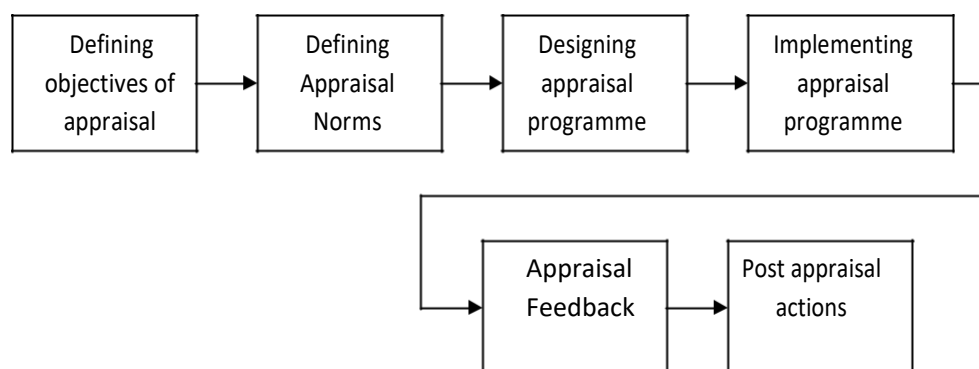 Defining
objectives of
appraisal
Defining
Appraisal
Norms
Designing
appraisal
programme
Implementing
appraisal
programme
Appraisal
Feedback
Post appraisal
actions